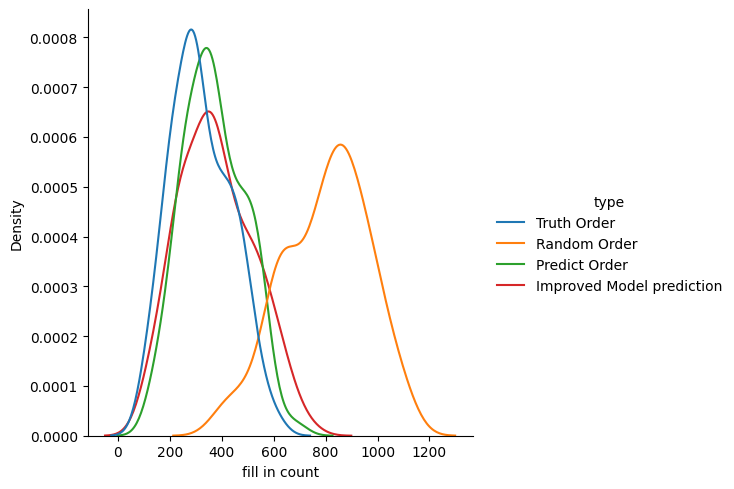 0.0008
0.0007
0.0006
0.0005
0.0004
0.0003
0.0002
0.0001
0.0000
Density
0 200 400 600 800 1000 1200
fill in count
type
Truth Order
Random Order
Predict Order
Improved Model prediction